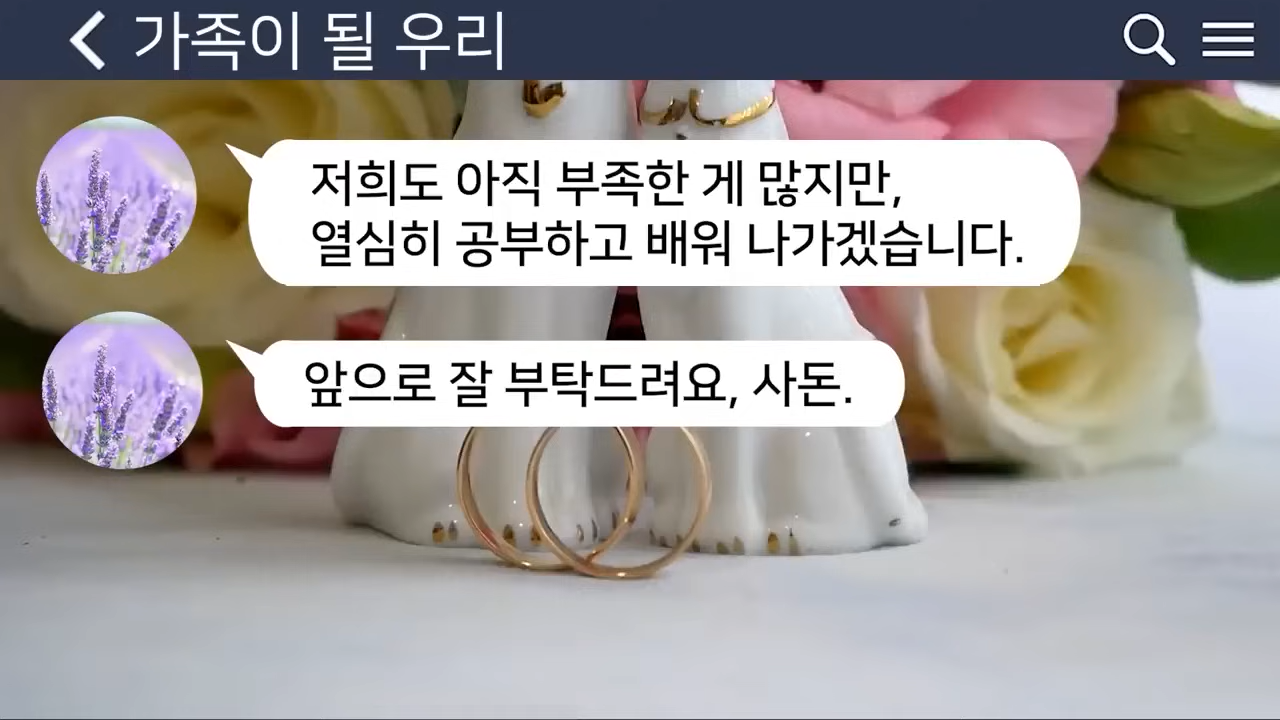 가족이 될 우리
저희도 아직 부족한 게 많지만,
열심히 공부하고 배워 나가겠습니다.
앞으로 잘 부탁드려요, 사돈.